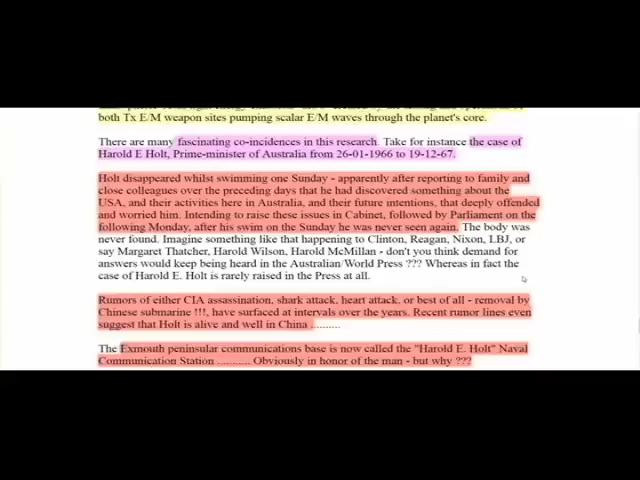 both Tx E/M weapon sites pumping scalar E/M waves through the planet's core.
There are many fascinating co-incidences in this research. Take for instance the case of
Harold E Holt, Prime-minister of Australia from 26-01-1966 to 19-12-67.
Holt disappeared whilst swimming one Sunday - apparently after reporting to family and
close colleagues over the preceding days that he had discovered something about the
USA, and their activities here in Australia, and their future intentions, that deeply offended
and worried him. Intending to raise these issues in Cabinet, followed by Parliament on the
following Monday, after his swim on the Sunday he was never seen again. The body was
never found. Imagine something like that happening to Clinton, Reagan, Nixon, LBJ, or
say Margaret Thatcher, Harold Wilson, Harold McMillan - don't you think demand for
answers would keep being heard in the Australian/World Press ??? Whereas in fact the
case of Harold E. Holt is rarely raised in the Press at all.
Rumors of either CIA assassination, shark attack, heart attack, or best of all - removal by
Chinese submarine !!!, have surfaced at intervals over the years. Recent rumor lines even
suggest that Holt is alive and well in China ..........
The Exmouth peninsular communications base is now called the "Harold E. Holt" Naval
Communication Station ........... Obviously in honor of the man - but why ???